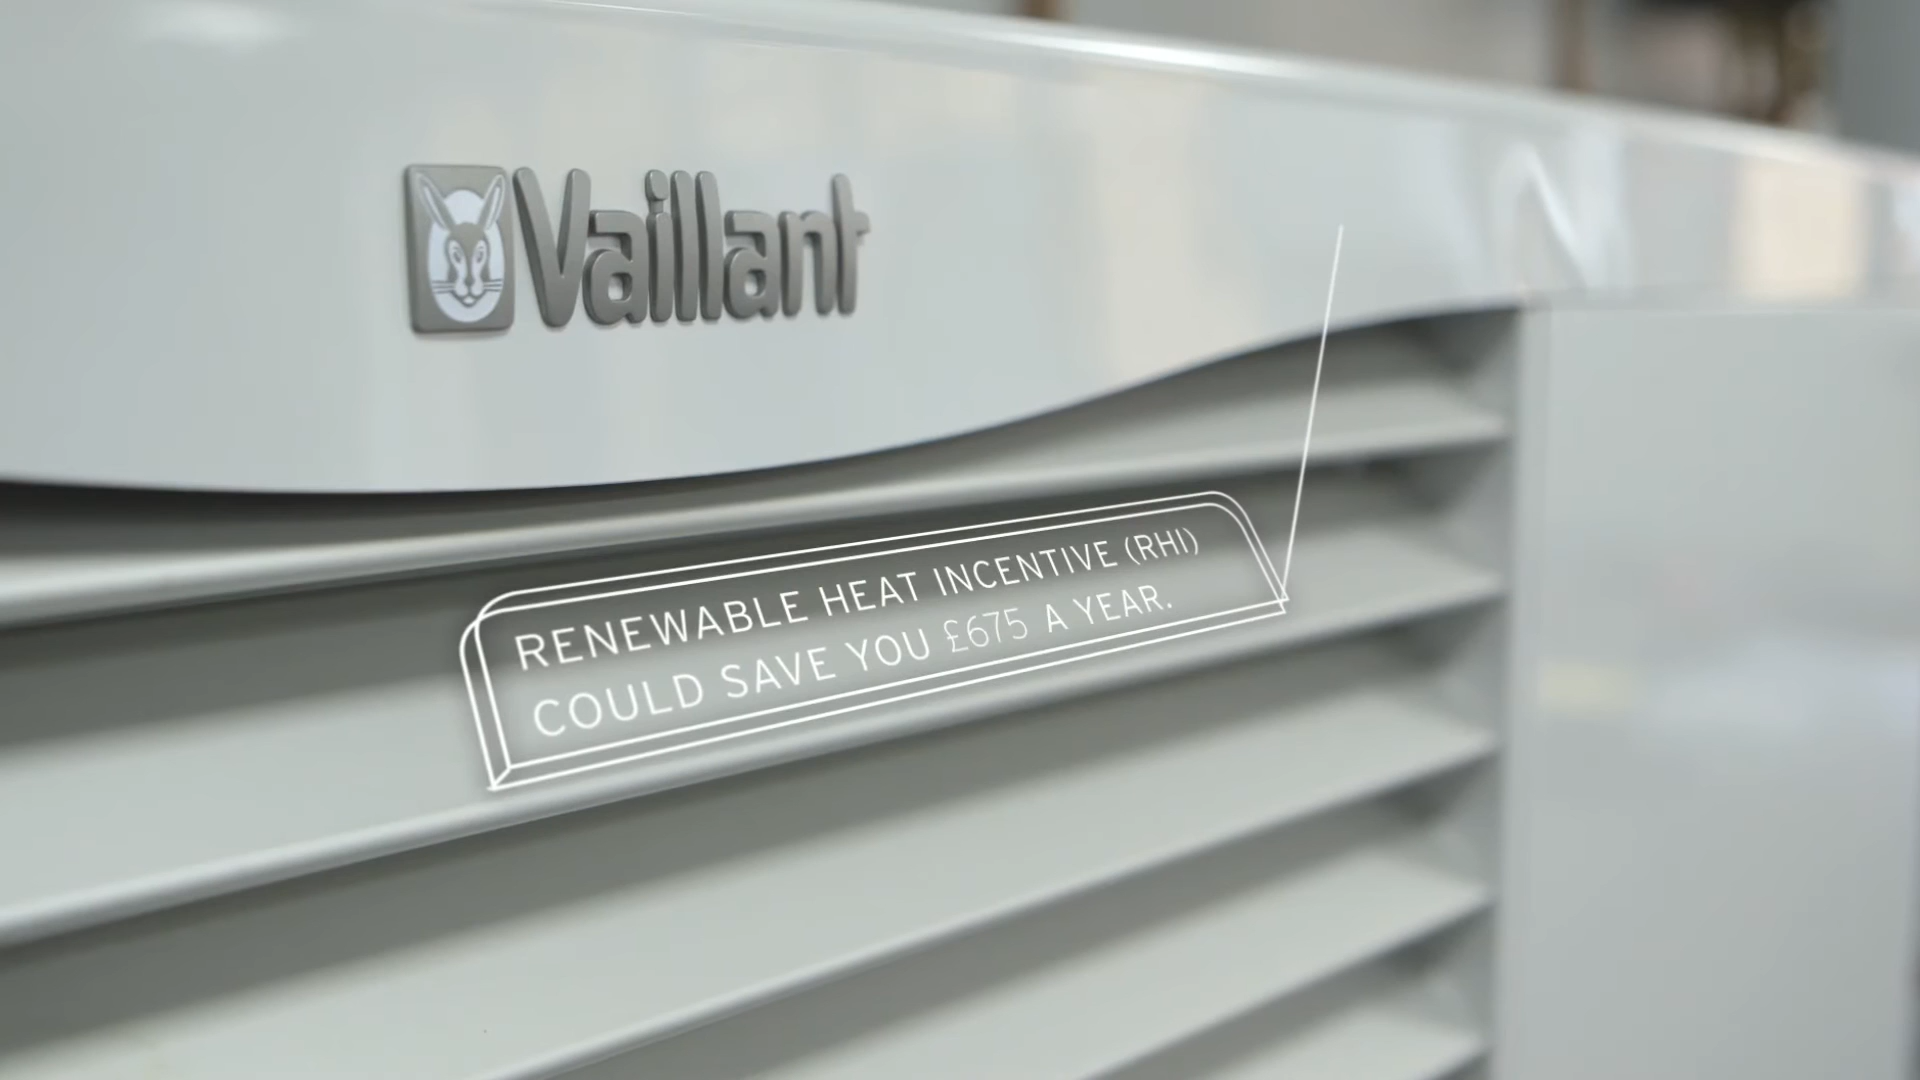 Vaillant
RENEWABLE HEAT INCENTIVE (RHI)
COULD SAVE YOU £675 A YEAR.